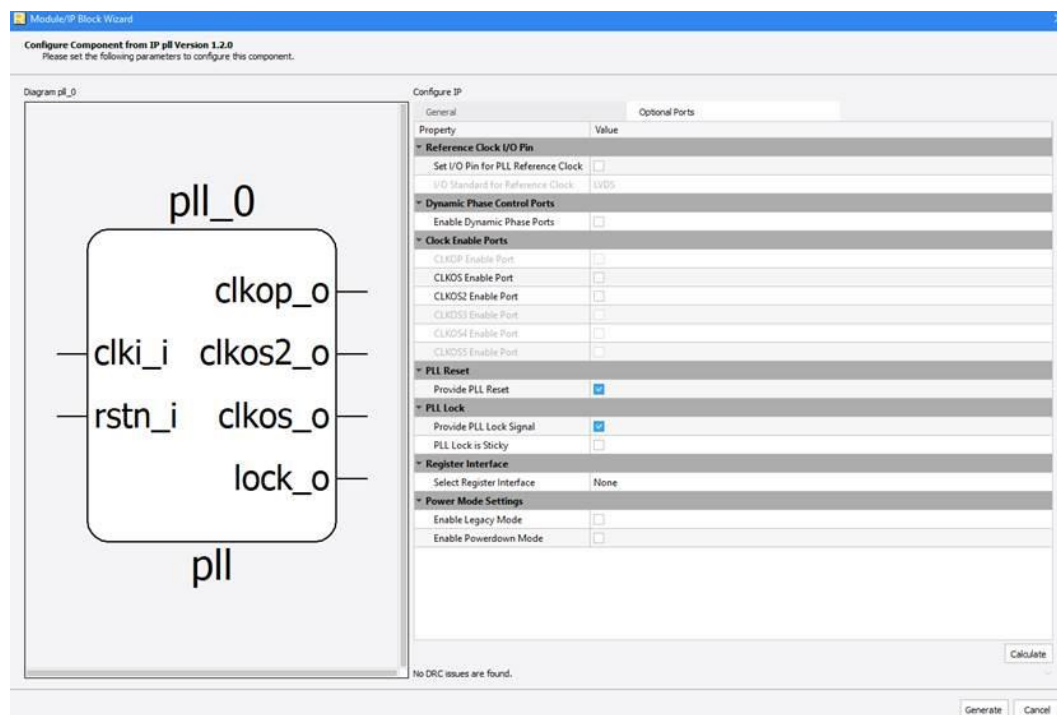 Module/IP Block Wizard
Configure Component from IP pll Version 1.2.0
Please set the following parameters to configure this component.
Diagram pll_0
pll_0
clki_i
rstn_i
clkop_o
clkos2_o
clkos_o
lock_o
pll
Configure IP
General Optional Ports
Property Value
Reference Clock I/O Pin
Set I/O Pin for PLL Reference Clock
I/O Standard for Reference Clock LVDS
Dynamic Phase Control Ports
Enable Dynamic Phase Ports
Clock Enable Ports
CLKOP Enable Port
CLKOS Enable Port
CLKOS2 Enable Port
CLKOS3 Enable Port
CLKOS4 Enable Port
CLKOS5 Enable Port
PLL Reset
Provide PLL Reset
PLL Lock
Provide PLL Lock Signal
PLL Lock is Sticky
Register Interface
Select Register Interface None
Power Mode Settings
Enable Legacy Mode
Enable Powerdown Mode
Calculate
No DRC issues are found.
Generate Cancel